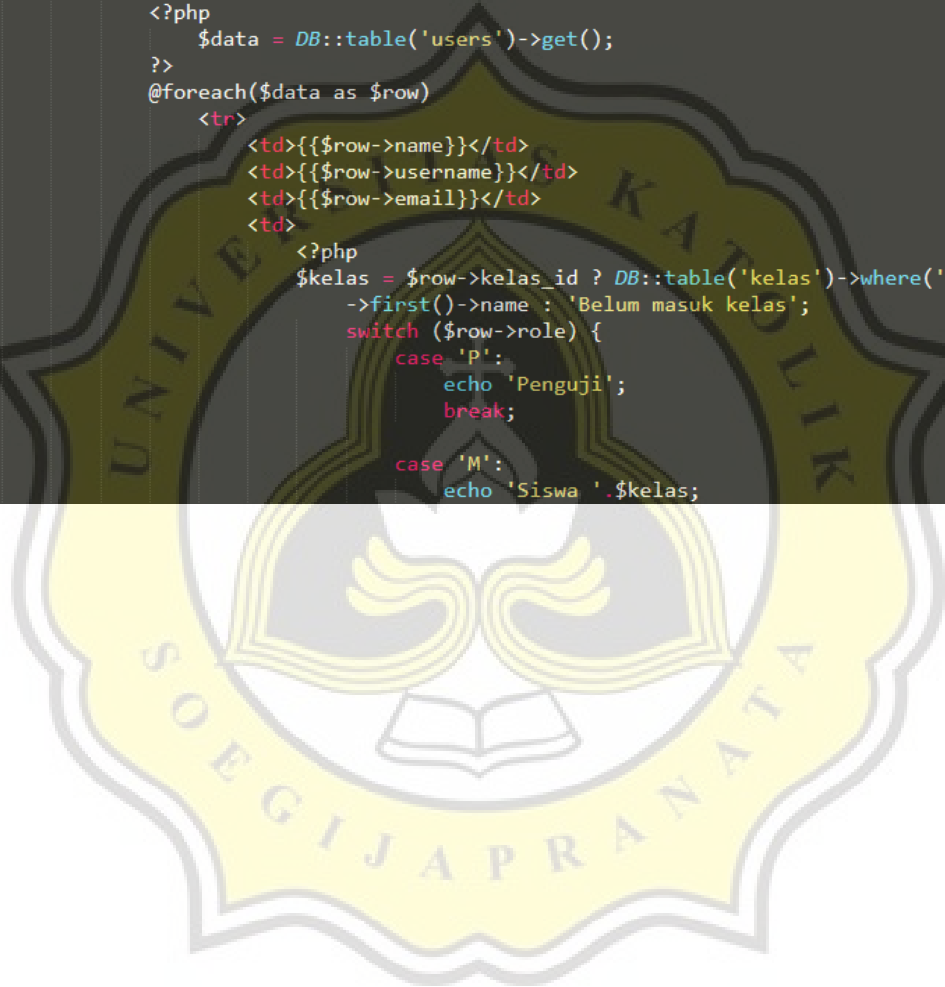 <?php
$data = DB::table('users')->get();
?>
@foreach($data as $row)
<tr>
<td>{{$row->name}}</td>
<td>{{$row->username}}</td>
<td>{{$row->email}}</td>
<td>
<?php
$kelas = $row->kelas_id ? DB::table('kelas')->where('
->first()->name : 'Belum masuk kelas';
switch ($row->role) {
case 'P':
echo 'Penguji';
break;
case 'M':
echo 'Siswa '.$kelas;
UNIVERSITAS KATOLIK
SOEGIJAPRANATA